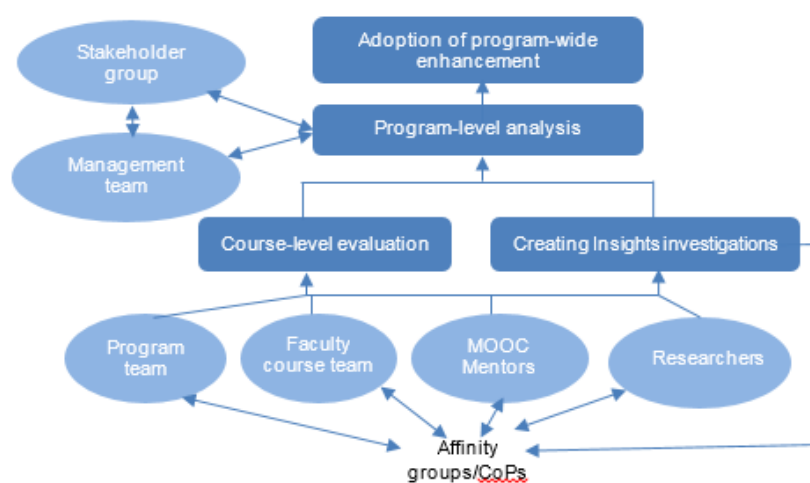 Stakeholder
group
Adoption of program-wide
enhancement
Program-level analysis
Management
team
Course-level evaluation
Creating Insights investigations
Program
team
Faculty
course team
MOOC
Mentors
Researchers
Affinity
groups/CoPs